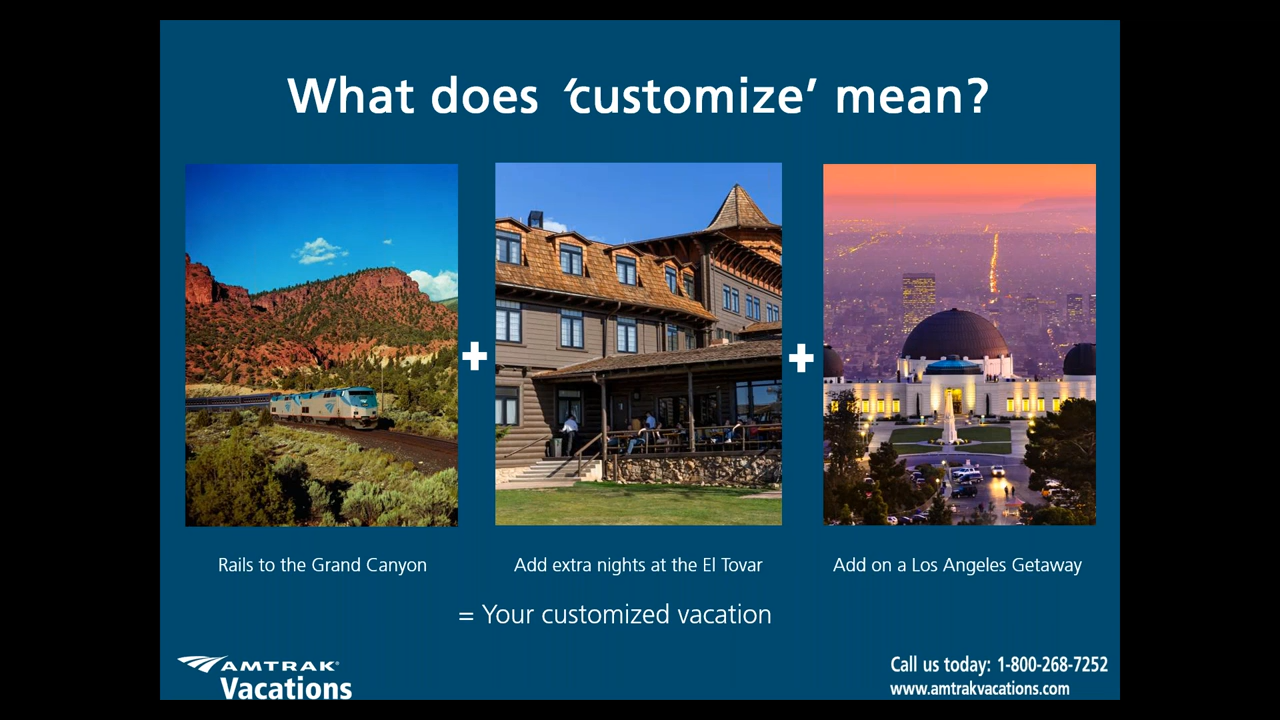 What does ‘customize’ mean?
Rails to the Grand Canyon
Add extra nights at the El Tovar
Add on a Los Angeles Getaway
= Your customized vacation
AMTRAK®
Vacations
Call us today: 1-800-268-7252
www.amtrakvacations.com